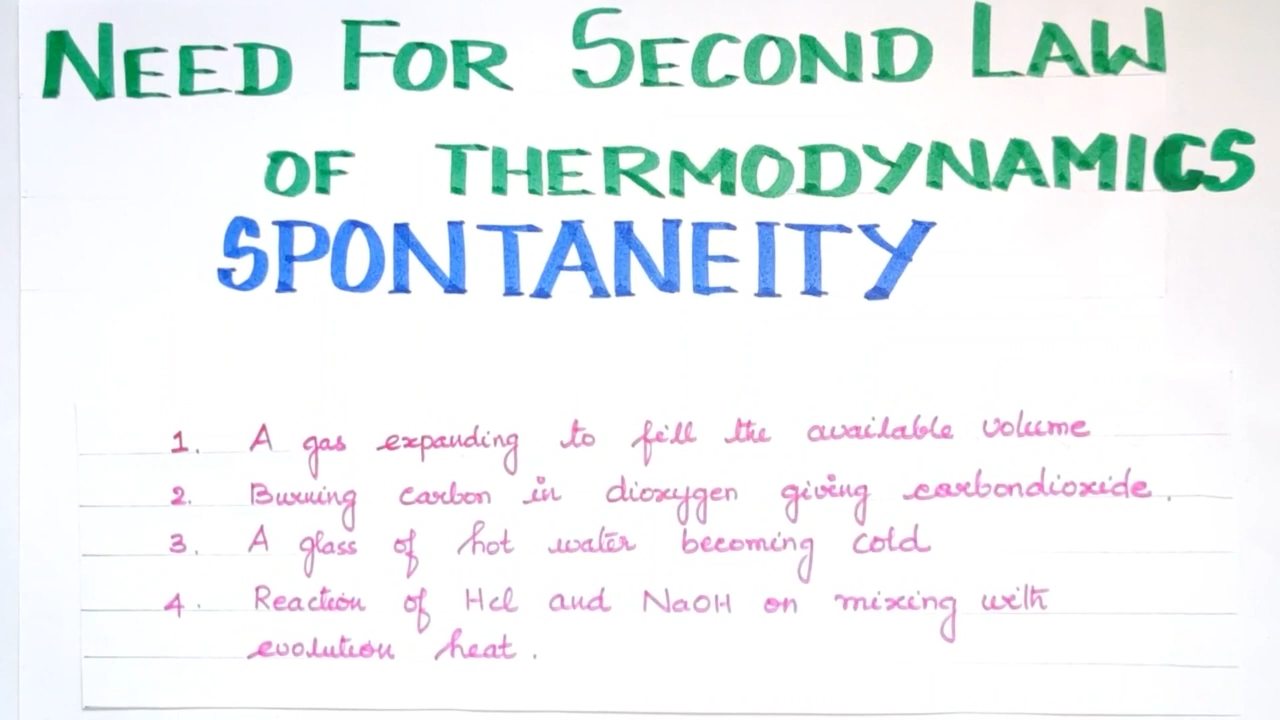 NEED FOR SECOND LAW
OF THERMODYNAMICS
SPONTANEITY
1. A gas expanding to fill the available volume
2. Burning carbon in dioxygen giving carbondioxide.
3. A glass of hot water becoming cold
4. Reaction of Hcl and NaOH on mixing with
evolution heat.